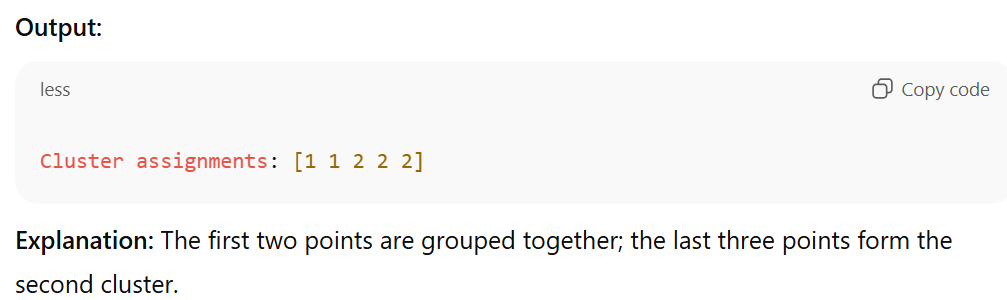 Output:
less
Copy code
Cluster assignments: [1 1 2 2 2]
Explanation: The first two points are grouped together; the last three points form the
second cluster.